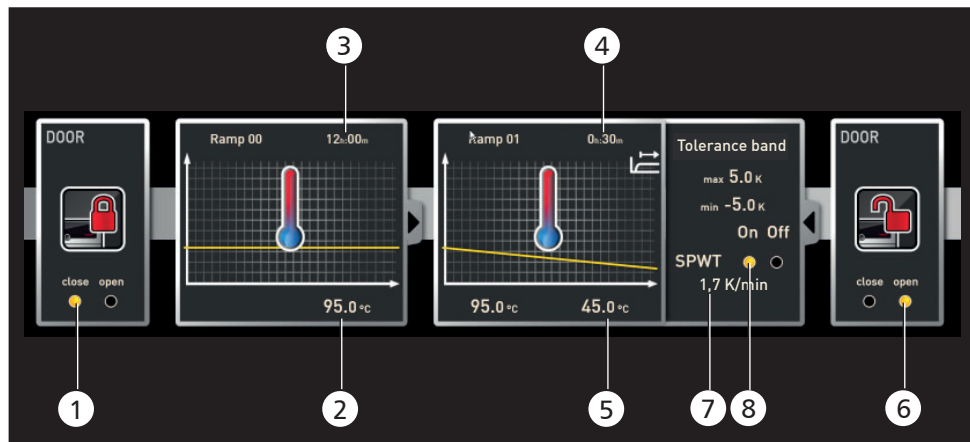 3
4
DOOR
close open
Ramp 00 12h:00m
95.0 °C
Ramp 01 0h:30m
95.0 °C 45.0 °C
Tolerance band
max 5.0 K
min -5.0 K
On Off
SPWT
1,7 K/min
DOOR
close open
1
2
5
7
8
6